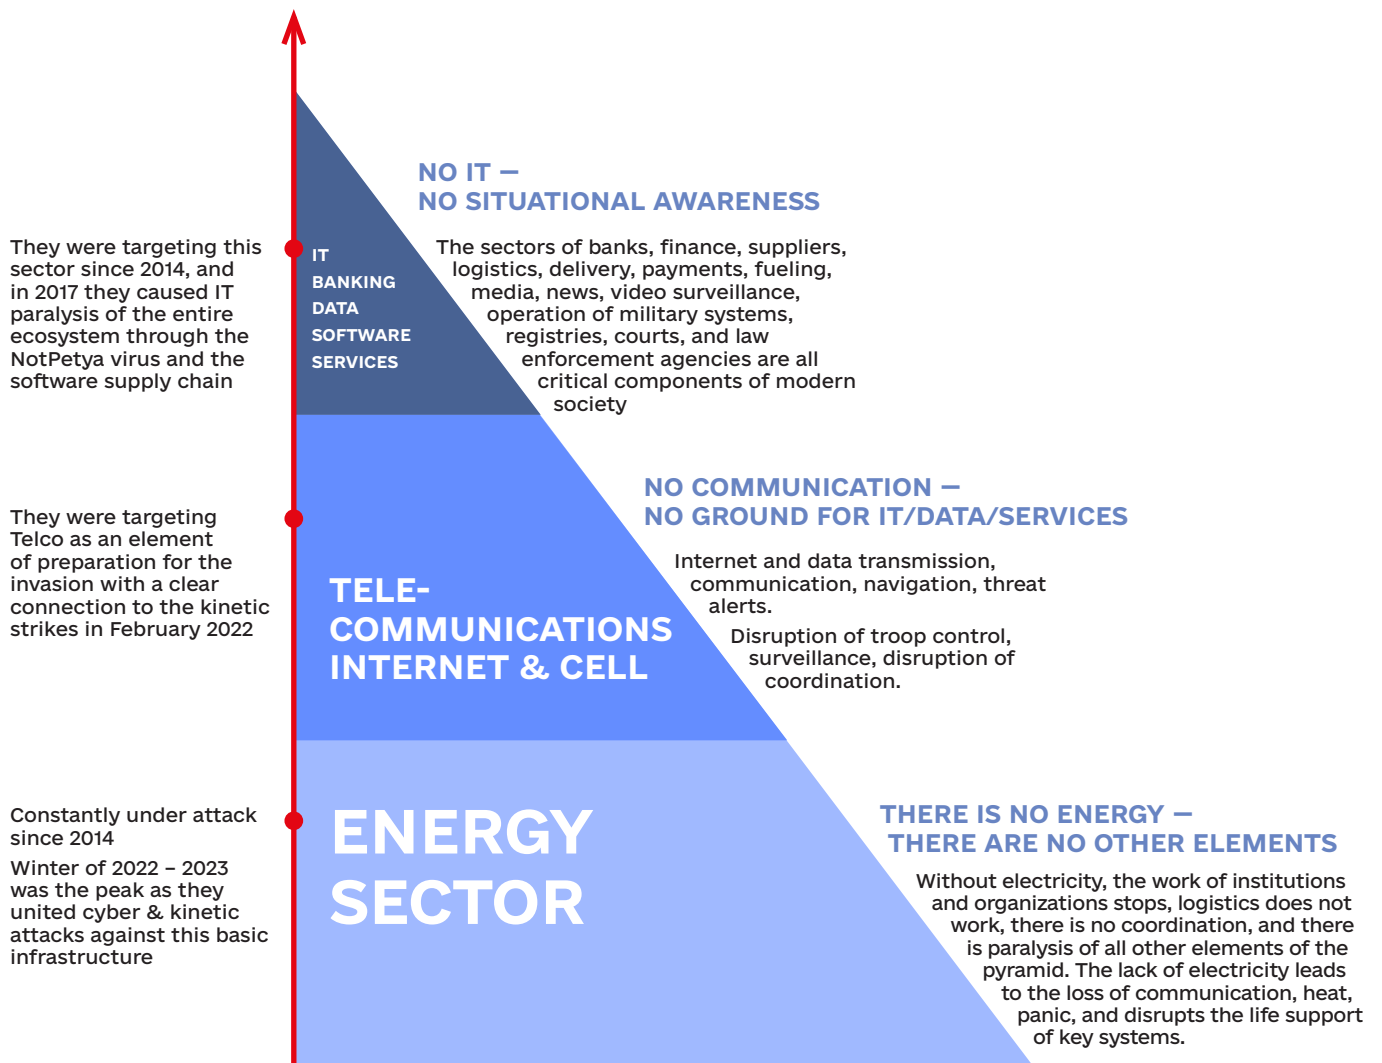 NO IT –
NO SITUATIONAL AWARENESS
They were targeting this
sector since 2014, and
in 2017 they caused IT
paralysis of the entire
ecosystem through the
NotPetya virus and the
software supply chain
IT
BANKING
DATA
SOFTWARE
SERVICES
The sectors of banks, finance, suppliers,
logistics, delivery, payments, fueling,
media, news, video surveillance,
operation of military systems,
registries, courts, and law
enforcement agencies are all
critical components of modern
society
NO COMMUNICATION –
NO GROUND FOR IT/DATA/SERVICES
They were targeting
Telco as an element
of preparation for the
invasion with a clear
connection to the kinetic
strikes in February 2022
TELE-
COMMUNICATIONS
INTERNET & CELL
Internet and data transmission,
communication, navigation, threat
alerts.
Disruption of troop control,
surveillance, disruption of
coordination.
THERE IS NO ENERGY –
THERE ARE NO OTHER ELEMENTS
Constantly under attack
since 2014
Winter of 2022 – 2023
was the peak as they
united cyber & kinetic
attacks against this basic
infrastructure
ENERGY
SECTOR
Without electricity, the work of institutions
and organizations stops, logistics does not
work, there is no coordination, and there
is paralysis of all other elements of the
pyramid. The lack of electricity leads
to the loss of communication, heat,
panic, and disrupts the life support
of key systems.